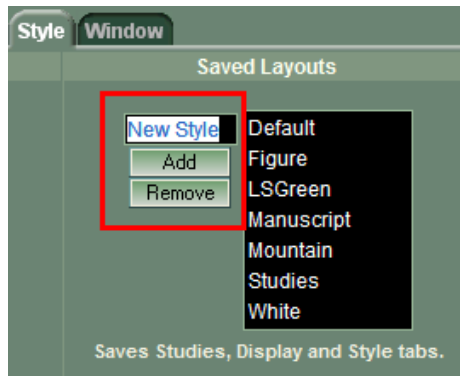 Style Window
Saved Layouts
New Style
Add
Remove
Default
Figure
LSGreen
Manuscript
Mountain
Studies
White
Saves Studies, Display and Style tabs.